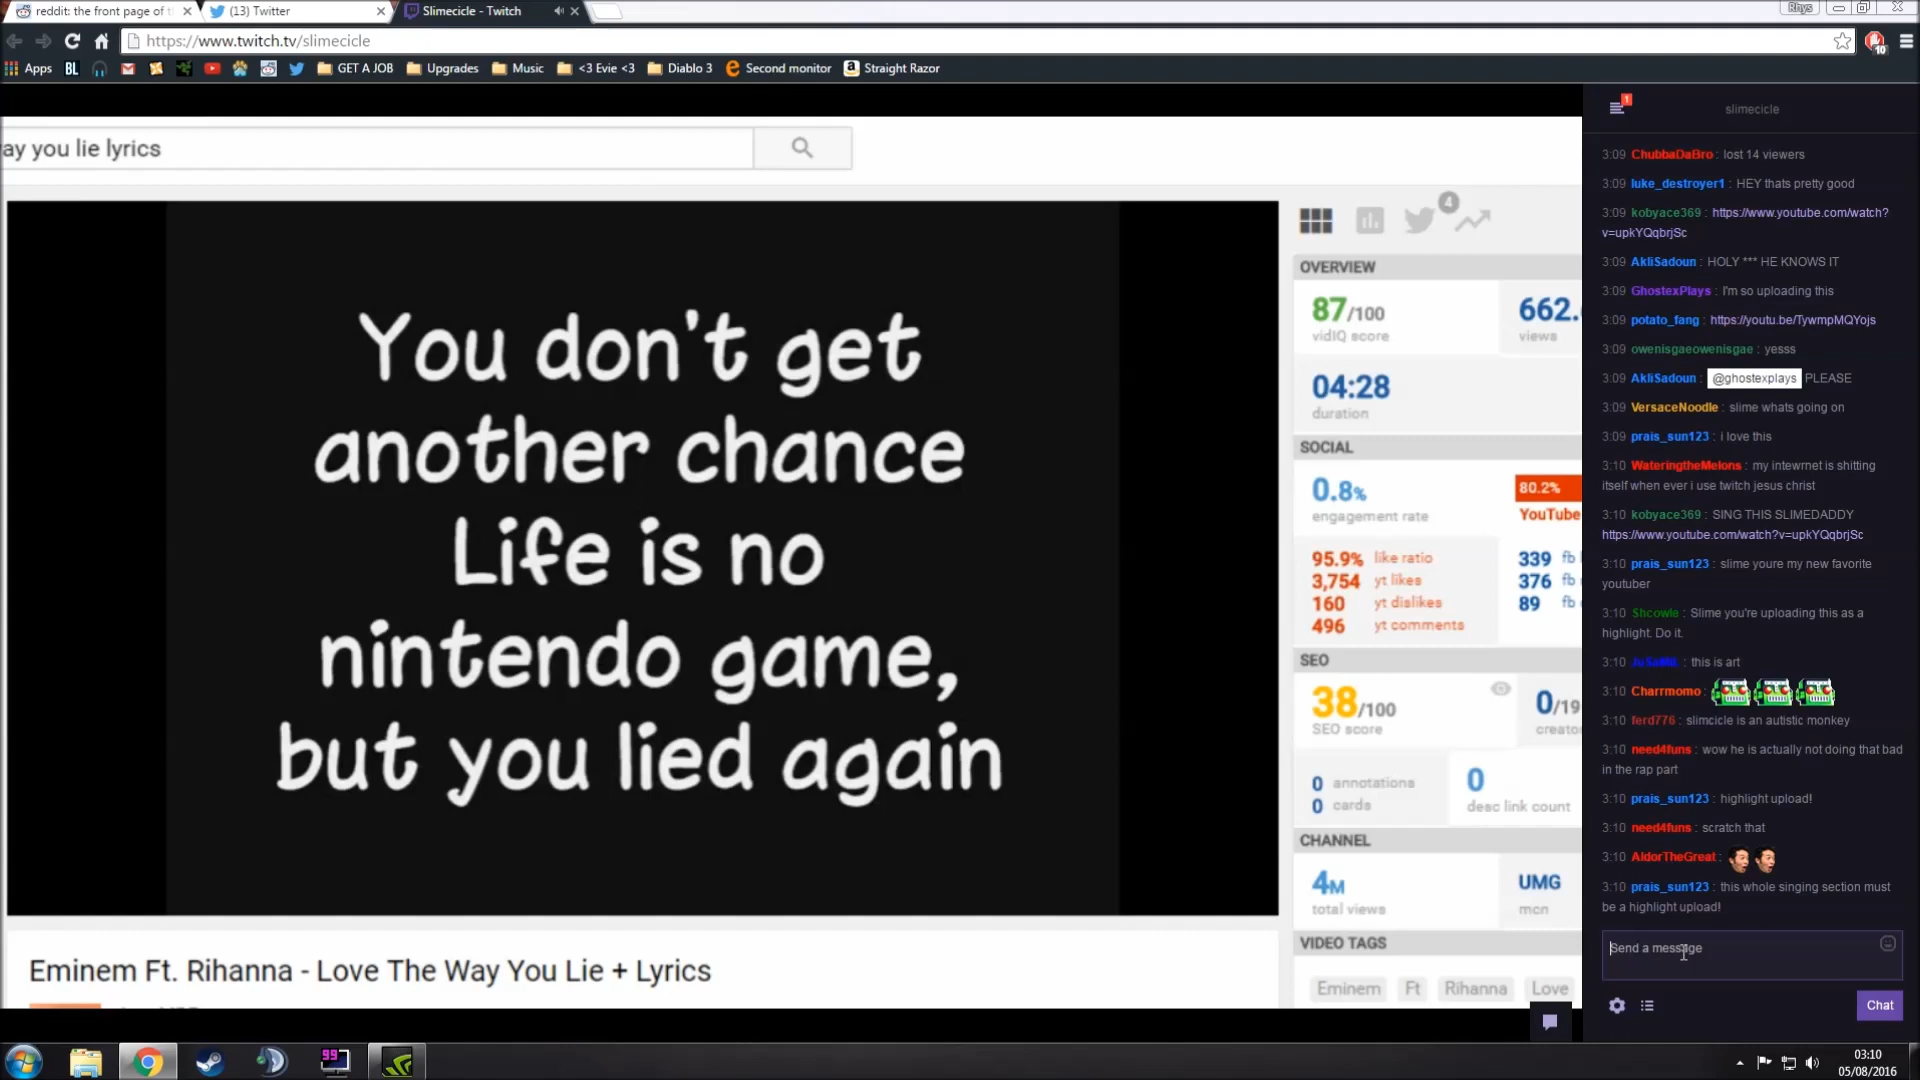 reddit: the front page of t
(13) Twitter
Slimecicle - Twitch
Rhys
https://www.twitch.tv/slimecicle
10
Apps
BL
GET A JOB
Upgrades
Music
<3 Evie <3
Diablo 3
Second monitor
Straight Razor
ay you lie lyrics
You don't get
another chance
Life is no
nintendo game,
but you lied again
Eminem Ft. Rihanna - Love The Way You Lie + Lyrics
4
OVERVIEW
87/100
vidIQ score
662.
views
04:28
duration
SOCIAL
0.8%
engagement rate
80.2%
YouTube
95.9% like ratio
3,754 yt likes
160 yt dislikes
496 yt comments
339 fb
376 fb
89 fb
SEO
38/100
SEO score
0/19
creato
0 annotations
0 cards
0
desc link count
CHANNEL
4M
total views
UMG
mcn
VIDEO TAGS
Eminem
Ft
Rihanna
Love
1
slimecicle
3:09 ChubbaDaBro : lost 14 viewers
3:09 luke_destroyer1 : HEY thats pretty good
3:09 kobyace369 : https://www.youtube.com/watch?
v=upkYQqbrjSc
3:09 AkliSadoun : HOLY *** HE KNOWS IT
3:09 GhostexPlays : I'm so uploading this
3:09 potato_fang : https://youtu.be/TywmpMQYojs
3:09 owenisgaeowenisgae : yesss
3:09 AkliSadoun : @ghostexplays PLEASE
3:09 VersaceNoodle : slime whats going on
3:09 prais_sun123 : i love this
3:10 WateringtheMelons : my intewrnet is shitting
itself when ever i use twitch jesus christ
3:10 kobyace369 : SING THIS SLIMEDADDY
https://www.youtube.com/watch?v=upkYQqbrjSc
3:10 prais_sun123 : slime youre my new favorite
youtuber
3:10 Shcowle : Slime you're uploading this as a
highlight. Do it.
3:10 : this is art
3:10 Charrmomo :
3:10 ferd776 : slimcicle is an autistic monkey
3:10 need4funs : wow he is actually not doing that bad
in the rap part
3:10 prais_sun123 : highlight upload!
3:10 need4funs : scratch that
3:10 AldorTheGreat :
3:10 prais_sun123 : this whole singing section must
be a highlight upload!
Send a message
Chat
99
03:10
05/08/2016